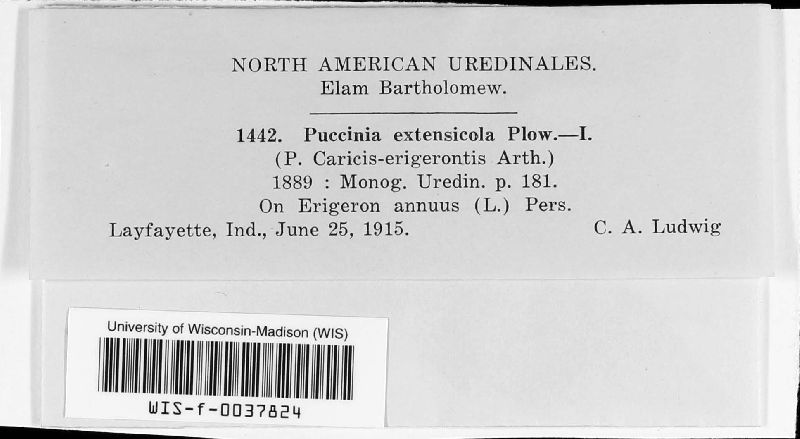 NORTH AMERICAN UREDINALES.
Elam Bartholomew.
1442. Puccinia extensicola Plow.—I.
(P. Caricis-erigerontis Arth.)
1889 : Monog. Uredin. p. 181.
On Erigeron annuus (L.) Pers.
Layfayette, Ind., June 25, 1915. C. A. Ludwig
University of Wisconsin-Madison (WIS)
WIS-f-0037824